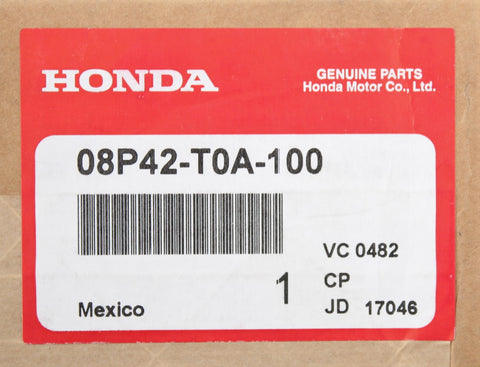 HONDA
GENUINE PARTS
Honda Motor Co., Ltd.
08P42-T0A-100
VC 0482
1 CP
Mexico
JD 17046